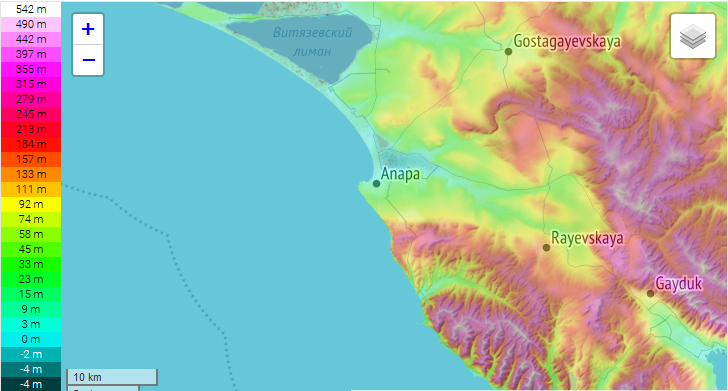 542 m
490 m
442 m
397 m
355 m
315 m
279 m
245 m
213 m
184 m
157 m
133 m
111 m
92 m
74 m
58 m
45 m
33 m
23 m
15 m
9 m
3 m
0 m
-2 m
-4 m
-4 m
+
−
Витязевский
лиман
Gostagayevskaya
Anapa
Rayevskaya
Gayduk
10 km